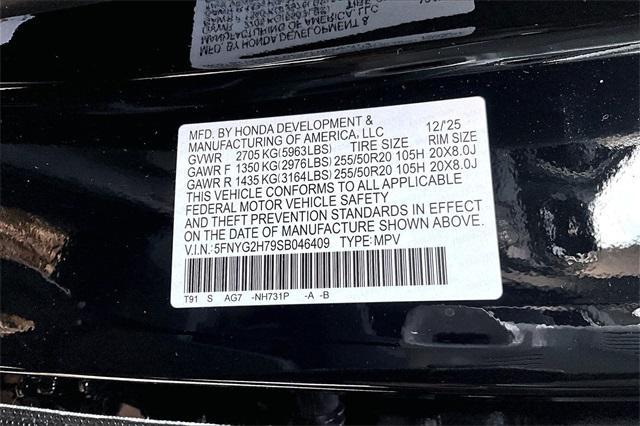 MFD. BY HONDA DEVELOPMENT &
MANUFACTURING OF AMERICA, LLC 12/'25
GVWR 2705 KG(5963LBS) TIRE SIZE RIM SIZE
GAWR F 1350 KG(2976LBS) 255/50R20 105H 20X8.0J
GAWR R 1435 KG(3164LBS) 255/50R20 105H 20X8.0J
THIS VEHICLE CONFORMS TO ALL APPLICABLE
FEDERAL MOTOR VEHICLE SAFETY
AND THEFT PREVENTION STANDARDS IN EFFECT
ON THE DATE OF MANUFACTURE SHOWN ABOVE.
V.I.N.: 5FNYG2H79SB046409 TYPE: MPV
T91 S AG7 -NH731P -A -B